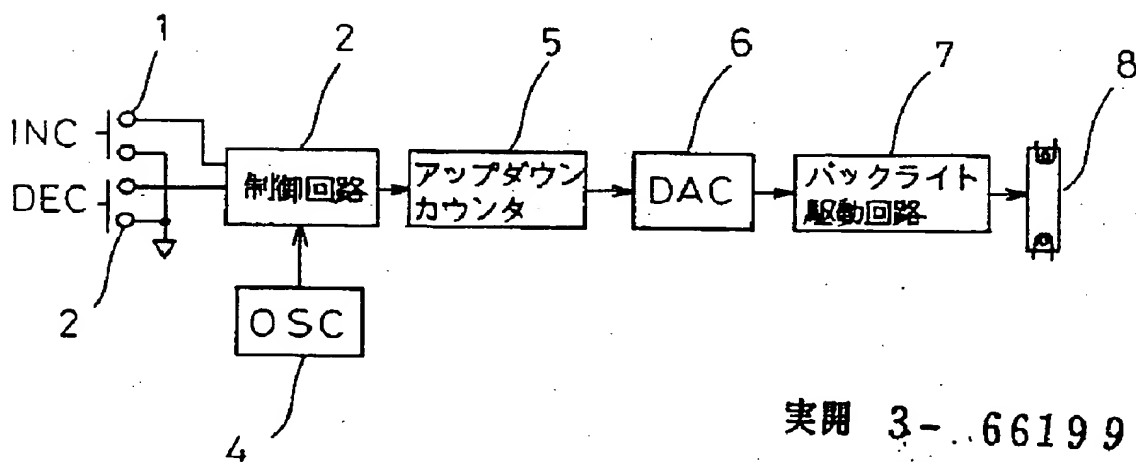 1
2
5
6
7
8
INC
DEC
制御回路
アップダウン
カウンタ
DAC
バックライト
駆動回路
2
OSC
4
実開 3-66199